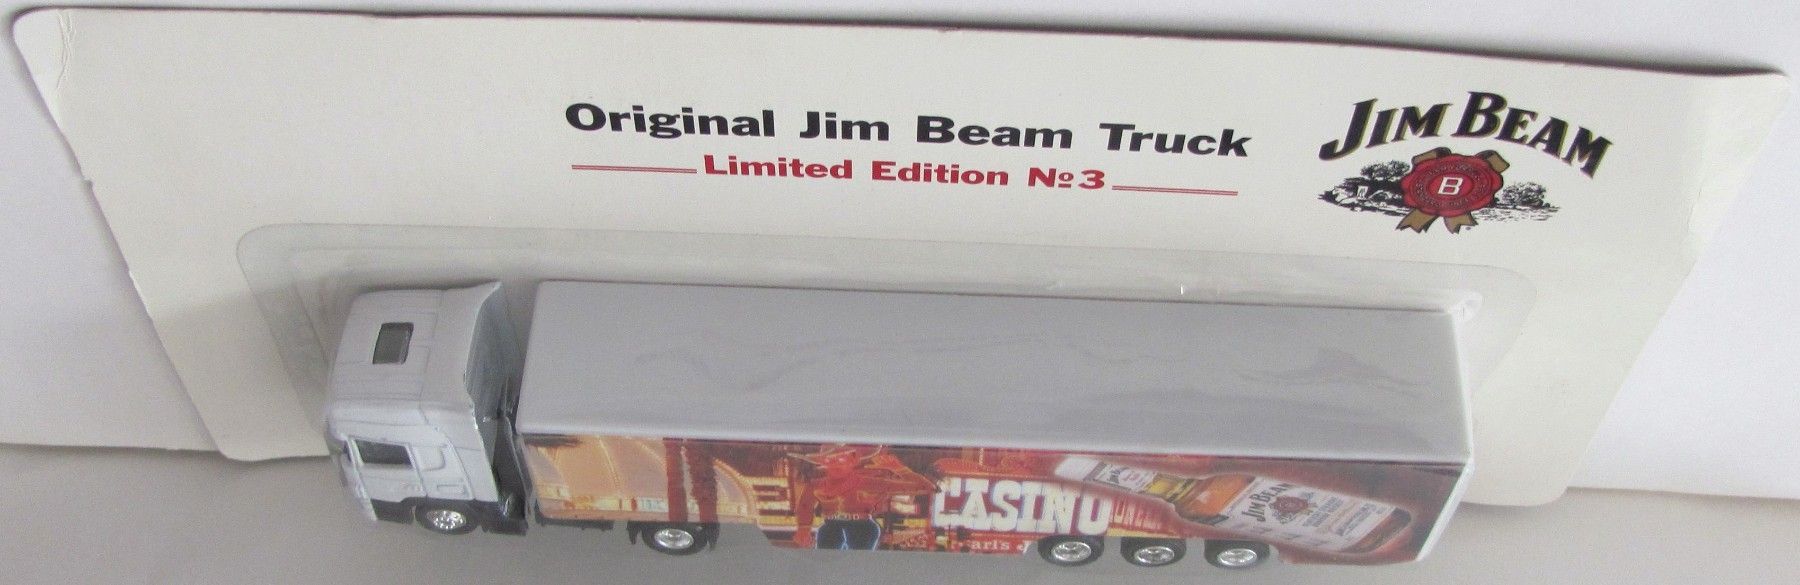 Original Jim Beam Truck
Limited Edition №3
JIM BEAM
B
CASINO
JIM BEAM